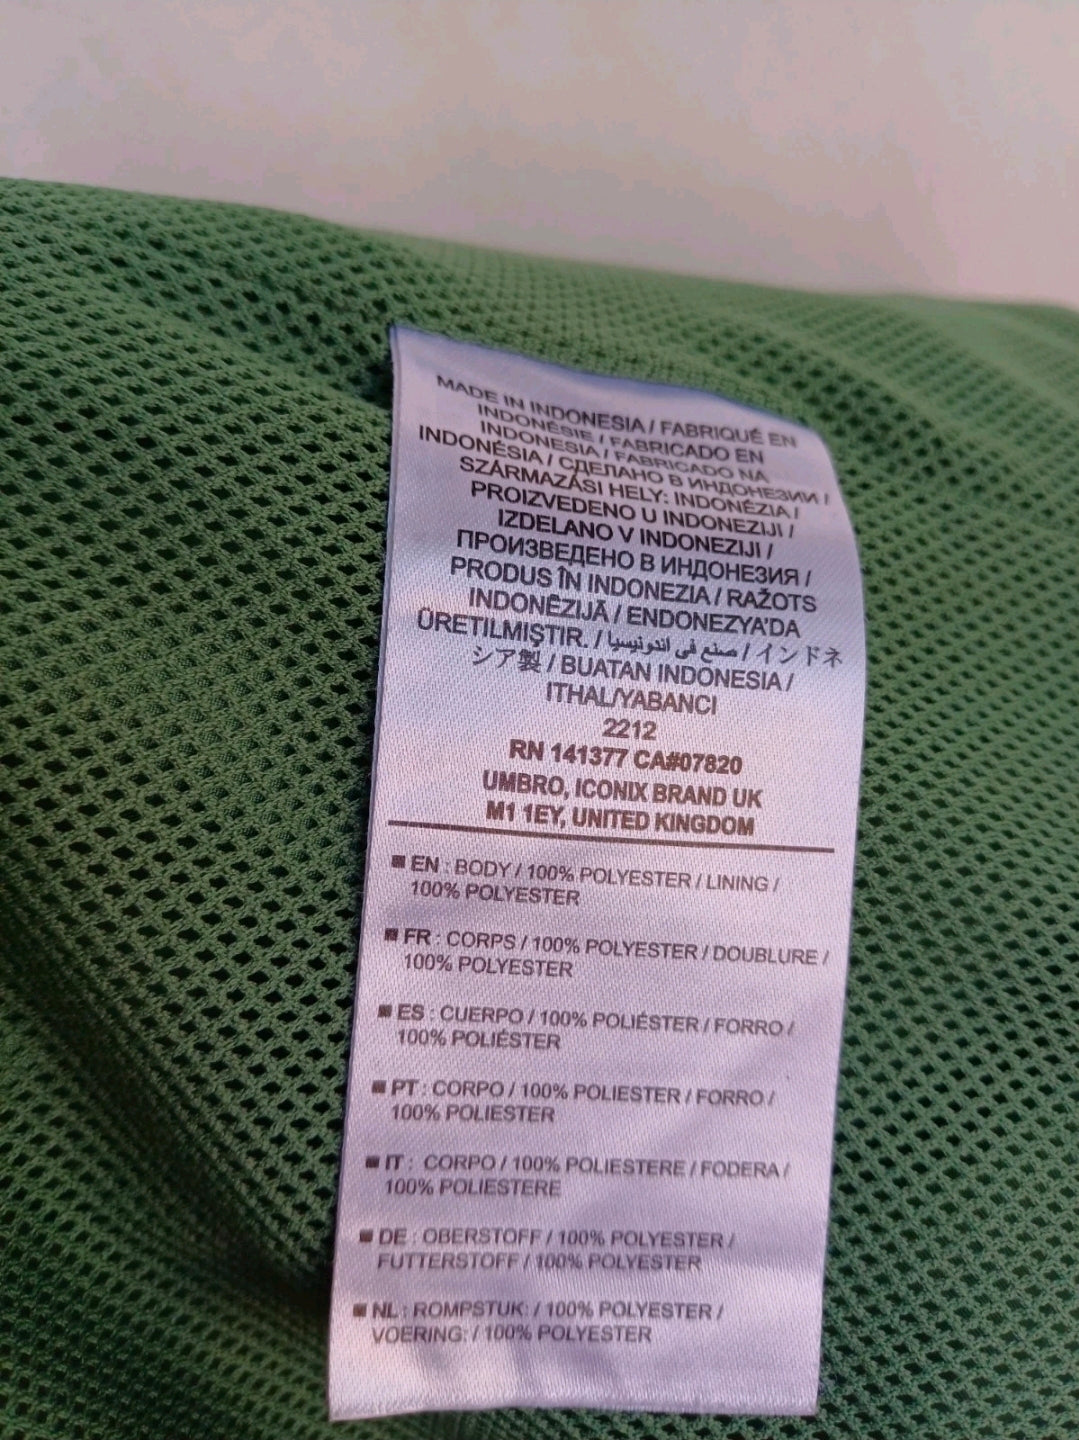 MADE IN INDONESIA / FABRIQUÉ EN
INDONÉSIE / FABRICADO EN
INDONESIA / FABRICADO NA
INDONÉSIA / СДЕЛАНО В ИНДОНЕЗИИ /
SZÁRMAZÁSI HELY: INDONÉZIA /
PROIZVEDENO U INDONEZIJI /
IZDELANO V INDONEZIJI /
ПРОИЗВЕДЕНО В ИНДОНЕЗИЯ /
PRODUS ÎN INDONEZIA / RAŽOTS
INDONĒZIJĀ / ENDONEZYA'DA
ÜRETILMIŞTIR. / صنع في اندونيسيا / インドネ
シア製 / BUATAN INDONESIA /
ITHAL/YABANCI
2212
RN 141377 CA#07820
UMBRO, ICONIX BRAND UK
M1 1EY, UNITED KINGDOM
■ EN : BODY / 100% POLYESTER / LINING /
100% POLYESTER
■ FR : CORPS / 100% POLYESTER / DOUBLURE /
100% POLYESTER
■ ES : CUERPO / 100% POLIÉSTER / FORRO /
100% POLIÉSTER
■ PT : CORPO / 100% POLIESTER / FORRO /
100% POLIESTER
■ IT : CORPO / 100% POLIESTERE / FODERA /
100% POLIESTERE
■ DE : OBERSTOFF / 100% POLYESTER /
FUTTERSTOFF / 100% POLYESTER
■ NL : ROMPSTUK: / 100% POLYESTER /
VOERING: / 100% POLYESTER